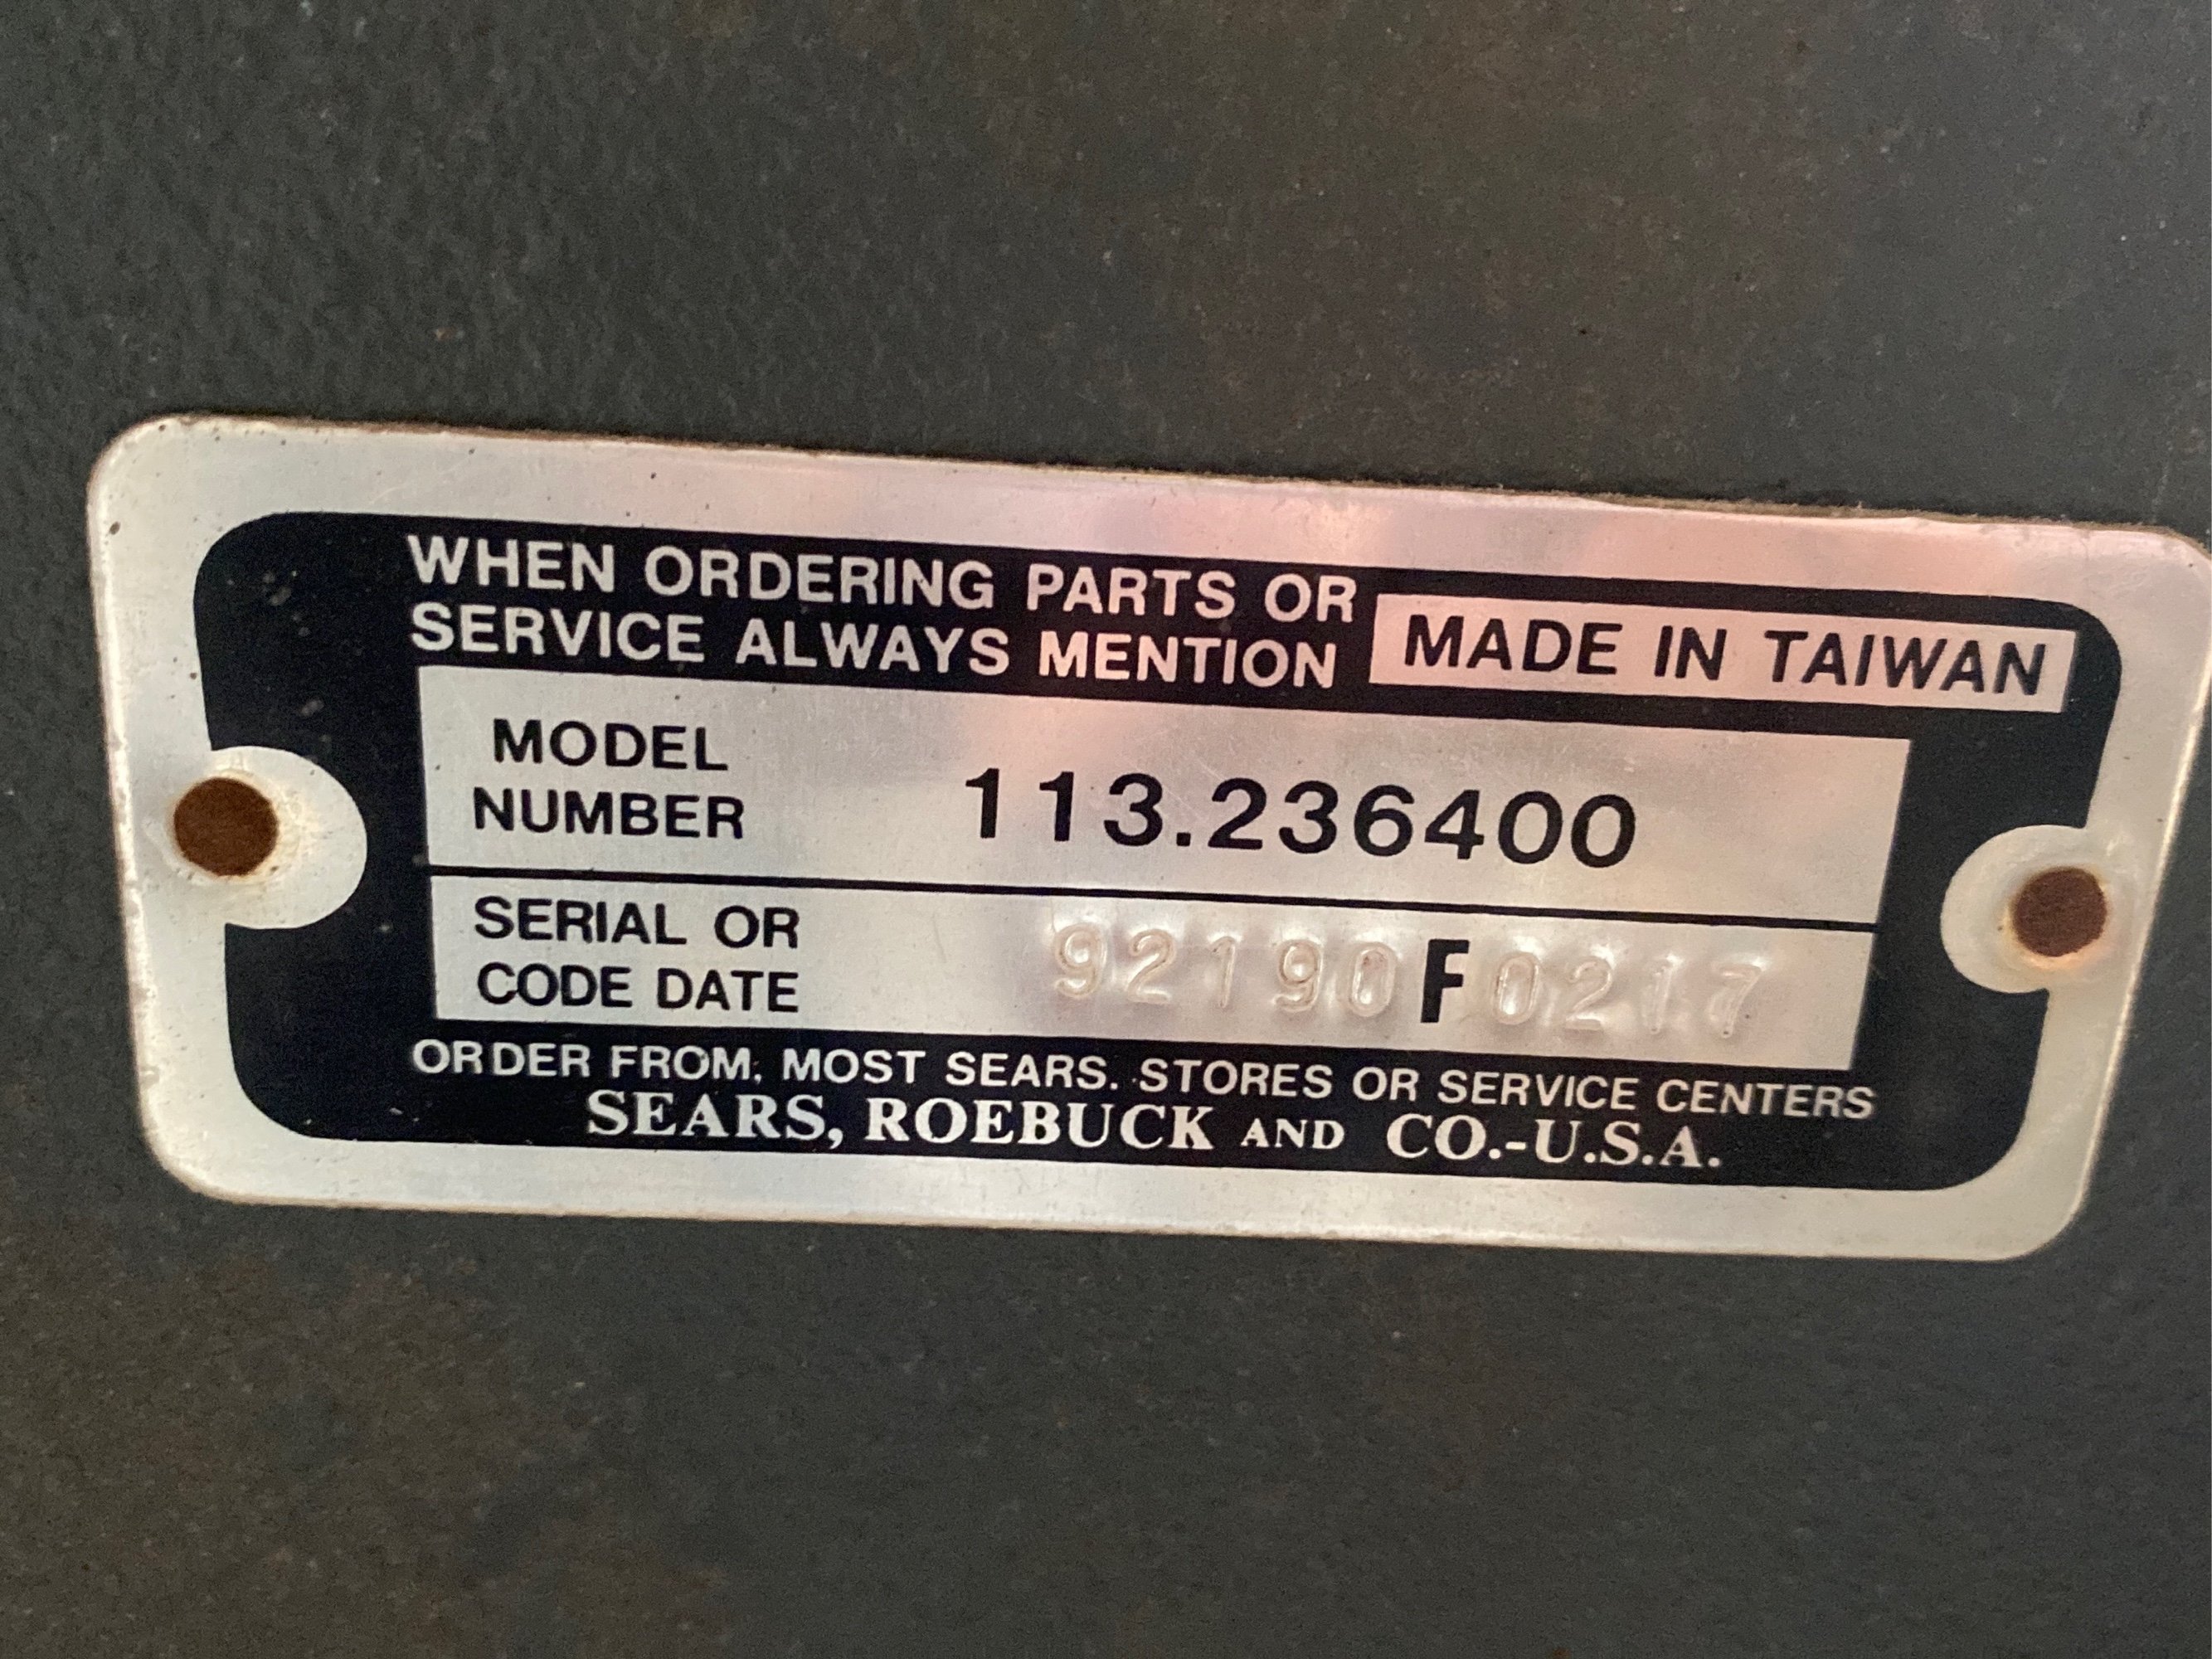 WHEN ORDERING PARTS OR
SERVICE ALWAYS MENTION
MADE IN TAIWAN
MODEL
NUMBER
113.236400
SERIAL OR
CODE DATE
92190F0217
ORDER FROM. MOST SEARS. STORES OR SERVICE CENTERS
SEARS, ROEBUCK AND CO.-U.S.A.